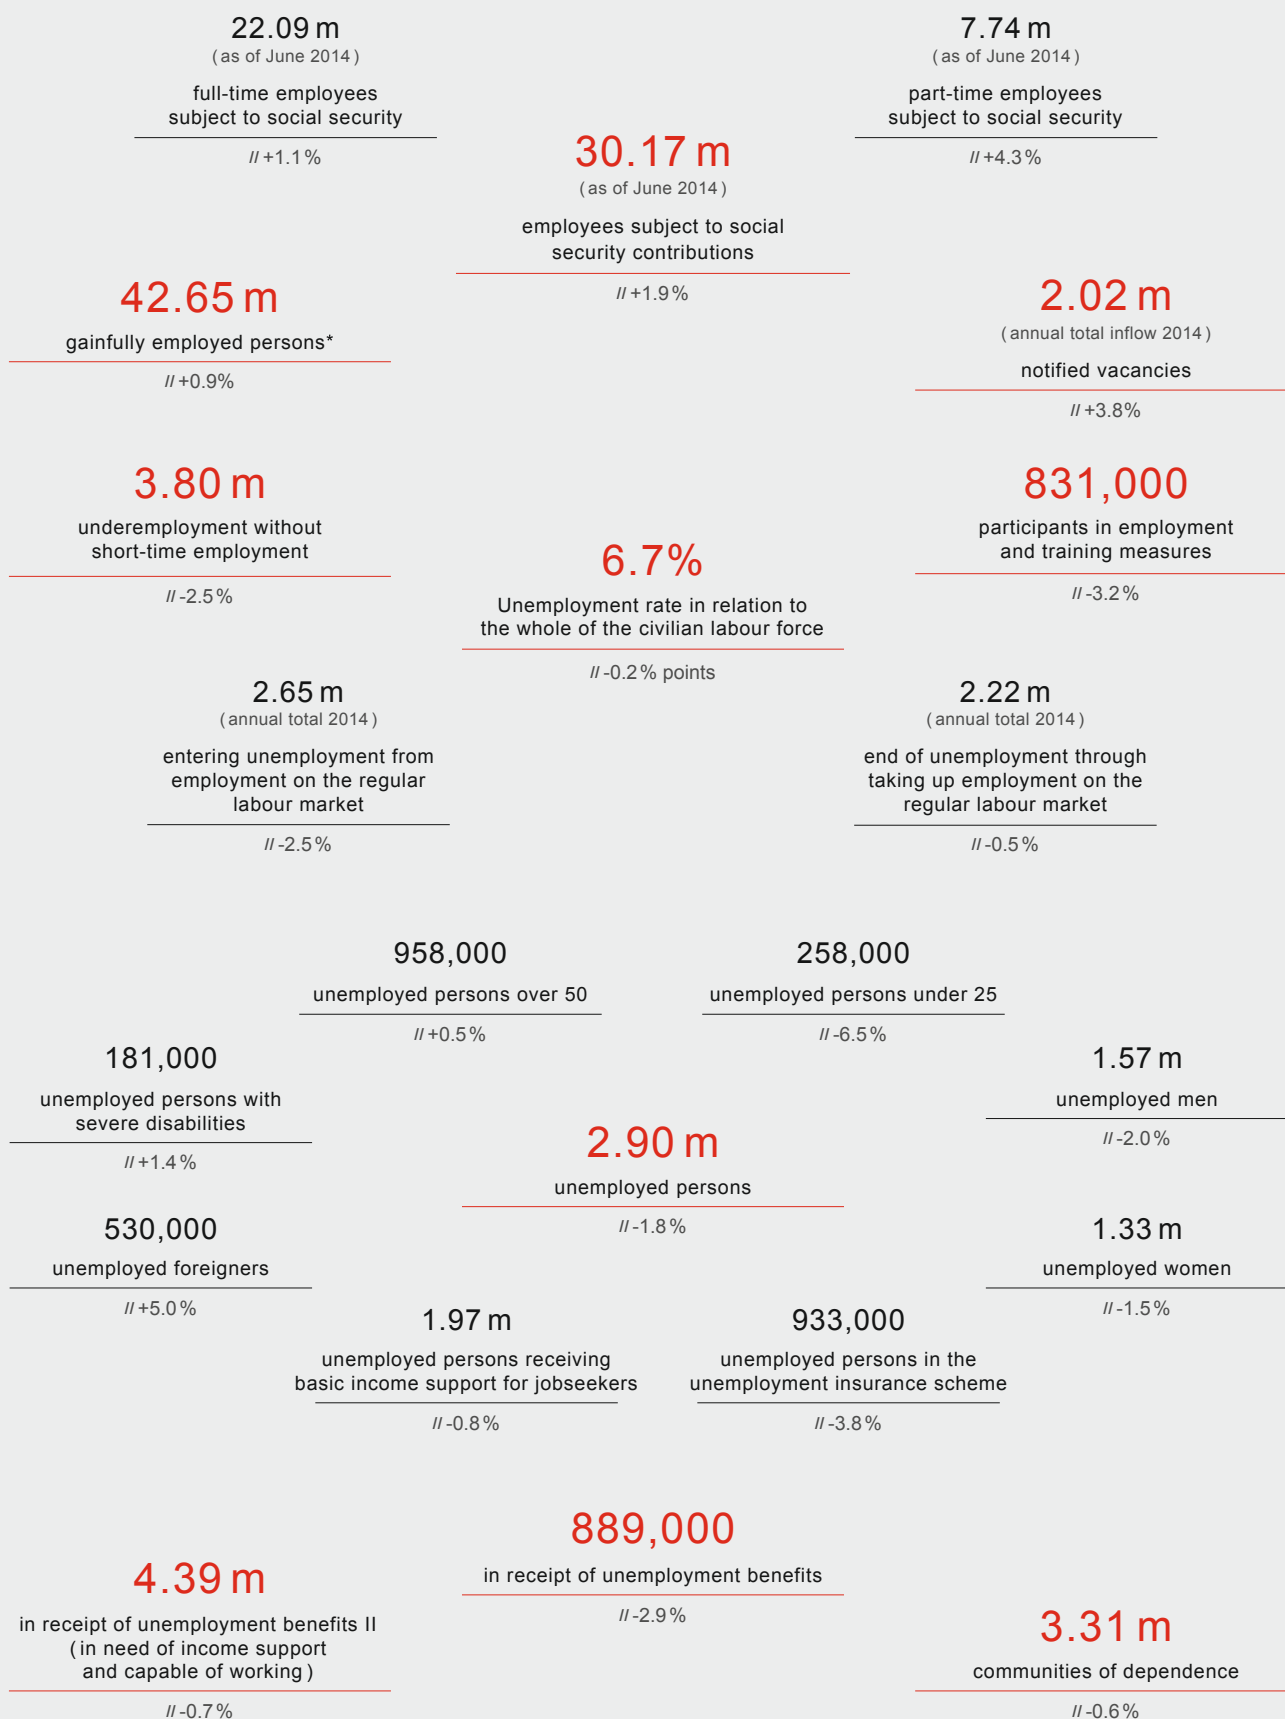 22.09 m
(as of June 2014)
full-time employees
subject to social security
// +1.1 %
7.74 m
(as of June 2014)
part-time employees
subject to social security
// +4.3 %
30.17 m
(as of June 2014)
employees subject to social
security contributions
// +1.9 %
42.65 m
gainfully employed persons*
// +0.9%
2.02 m
(annual total inflow 2014)
notified vacancies
// +3.8%
3.80 m
underemployment without
short-time employment
// -2.5 %
831,000
participants in employment
and training measures
// -3.2 %
6.7%
Unemployment rate in relation to
the whole of the civilian labour force
// -0.2 % points
2.65 m
(annual total 2014)
entering unemployment from
employment on the regular
labour market
// -2.5 %
2.22 m
(annual total 2014)
end of unemployment through
taking up employment on the
regular labour market
// -0.5 %
958,000
unemployed persons over 50
// +0.5 %
258,000
unemployed persons under 25
// -6.5 %
181,000
unemployed persons with
severe disabilities
// +1.4 %
1.57 m
unemployed men
// -2.0 %
2.90 m
unemployed persons
// -1.8 %
530,000
unemployed foreigners
// +5.0 %
1.33 m
unemployed women
// -1.5 %
1.97 m
unemployed persons receiving
basic income support for jobseekers
// -0.8 %
933,000
unemployed persons in the
unemployment insurance scheme
// -3.8 %
889,000
in receipt of unemployment benefits
// -2.9 %
4.39 m
in receipt of unemployment benefits II
(in need of income support
and capable of working)
// -0.7 %
3.31 m
communities of dependence
// -0.6 %